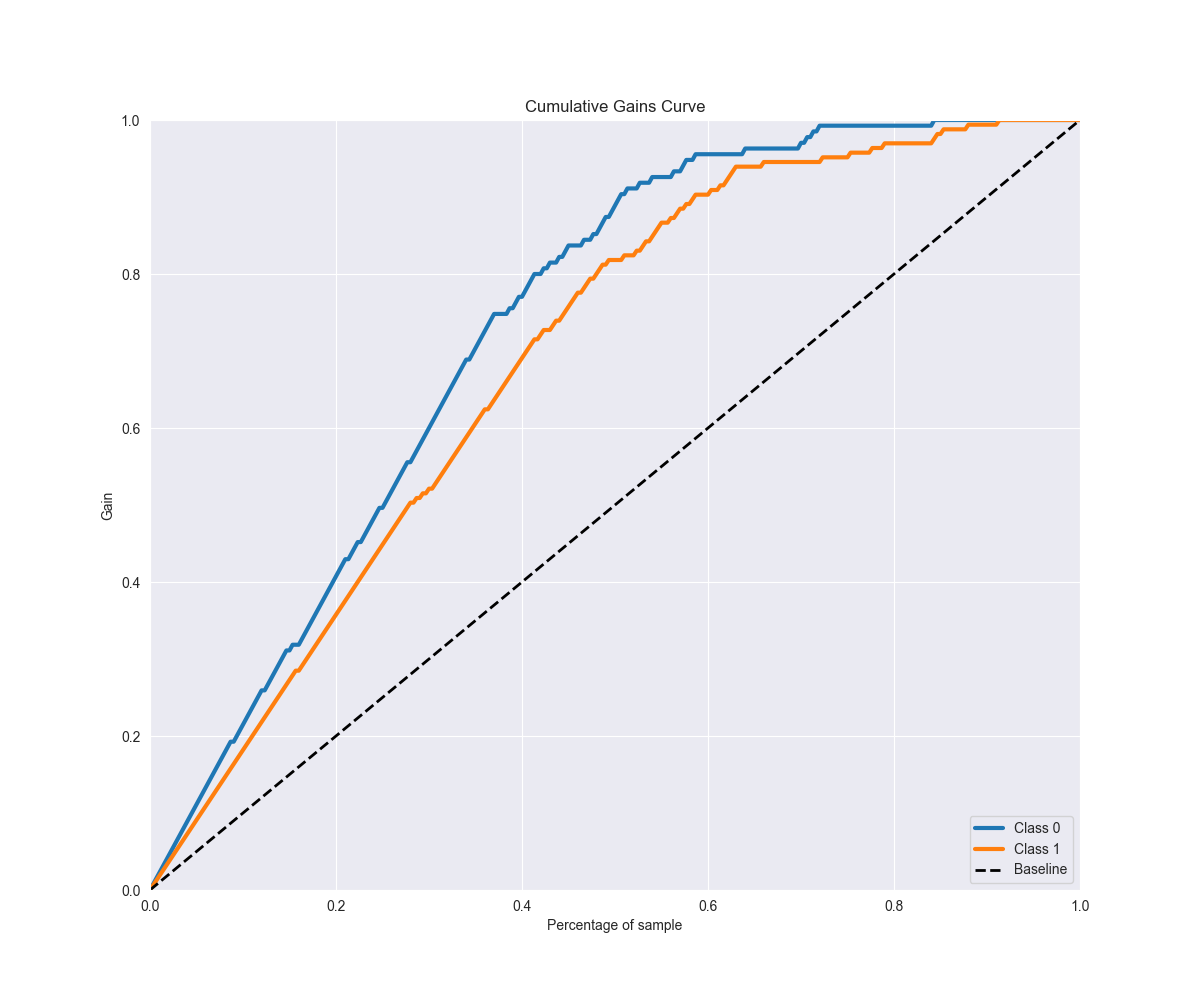 Cumulative Gains Curve
Gain
1.0
0.8
0.6
0.4
0.2
0.0
0.0 0.2 0.4 0.6 0.8 1.0
Percentage of sample
Class 0
Class 1
Baseline